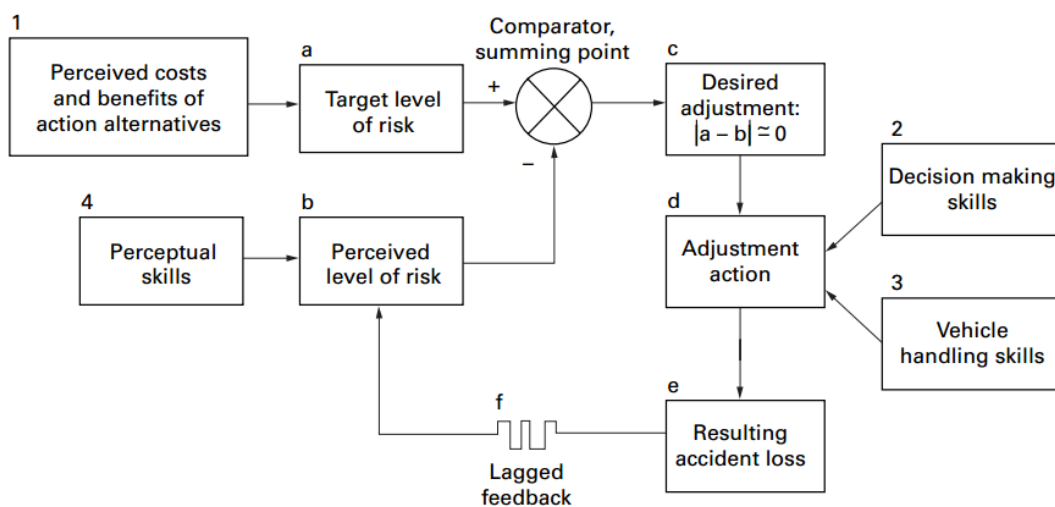 1
Perceived costs
and benefits of
action alternatives
a
Target level
of risk
Comparator,
summing point
+
−
c
Desired
adjustment:
|a − b| ≃ 0
2
Decision making
skills
4
Perceptual
skills
b
Perceived
level of risk
d
Adjustment
action
3
Vehicle
handling skills
e
Resulting
accident loss
f
Lagged
feedback